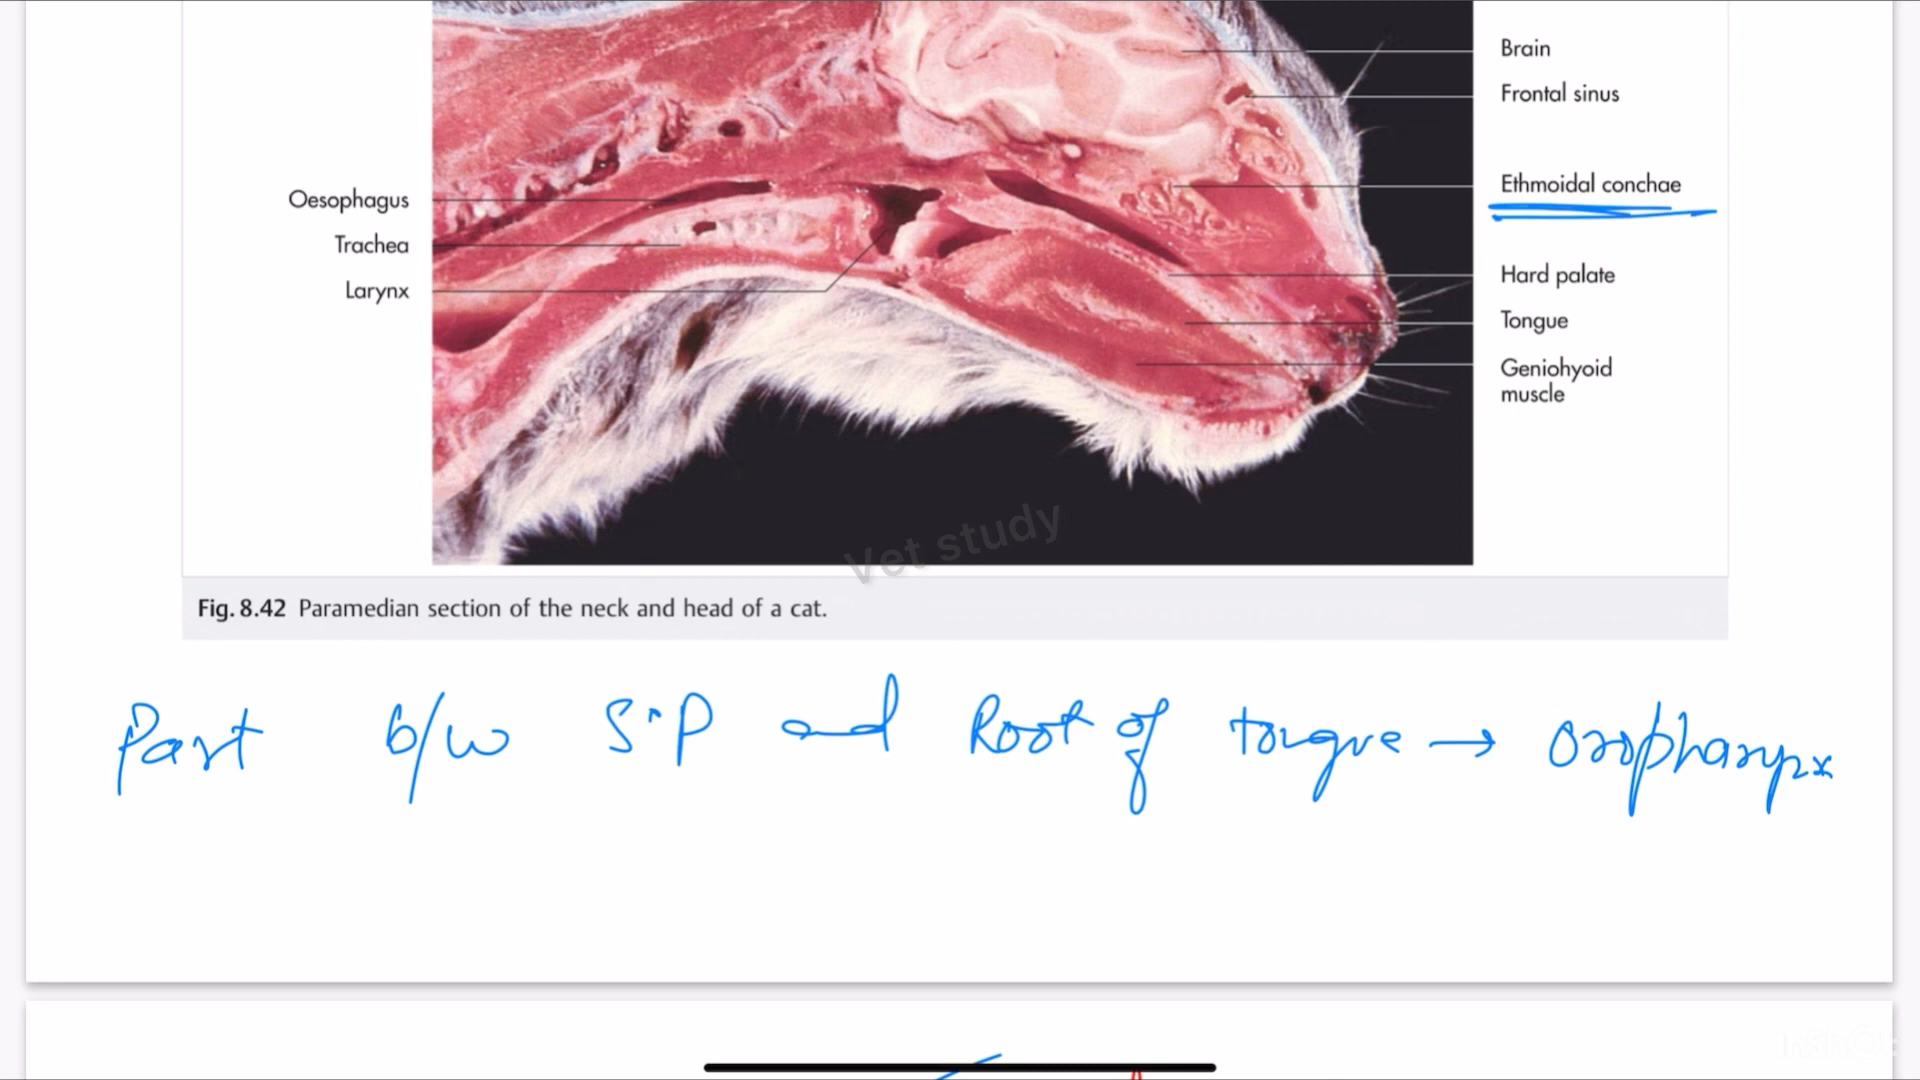 Brain
Frontal sinus
Ethmoidal conchae
Oesophagus
Trachea
Larynx
Hard palate
Tongue
Geniohyoid
muscle
Vet study
Fig. 8.42 Paramedian section of the neck and head of a cat.
Part b/w S.P and Root of tongue → Oropharynx